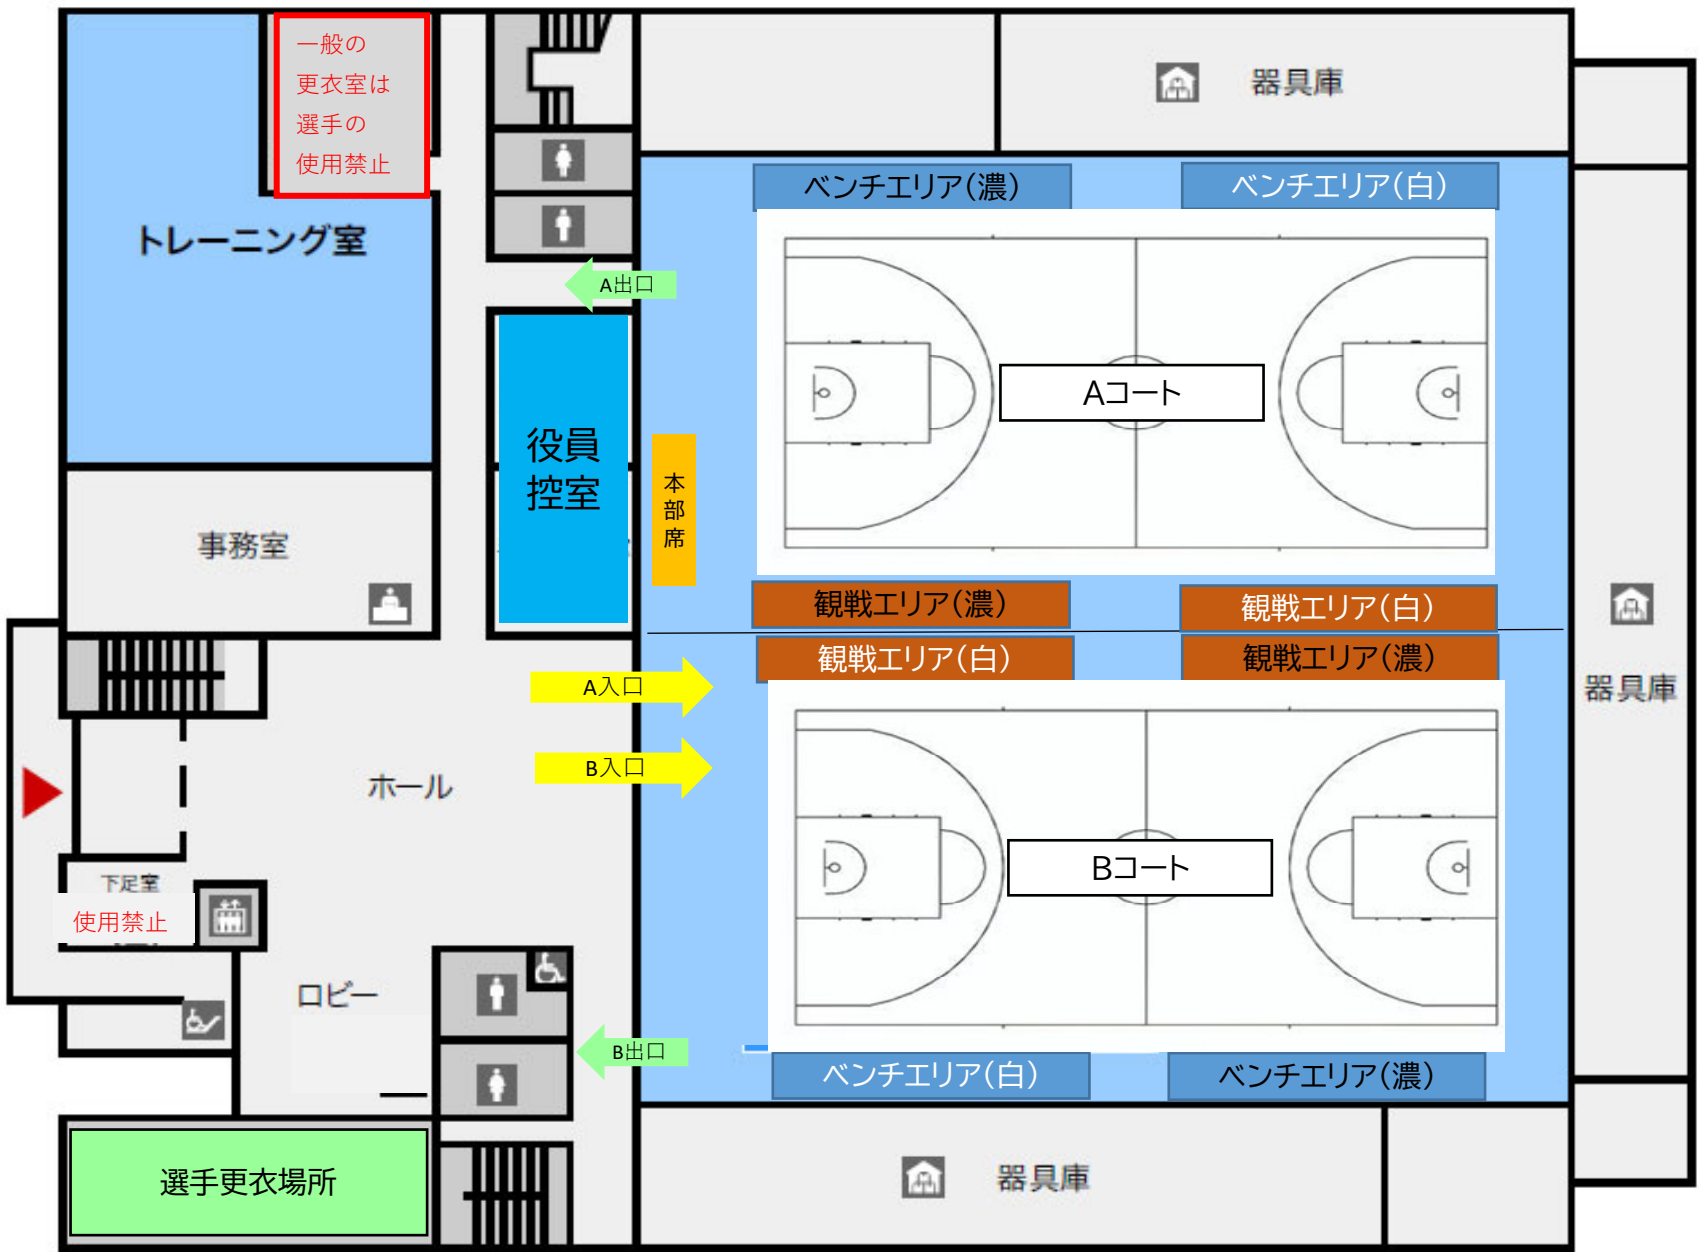 一般の
更衣室は
選手の
使用禁止
器具庫
ベンチエリア(濃)
ベンチエリア(白)
トレーニング室
A出口
Aコート
役員
控室
本
部
席
事務室
観戦エリア(濃)
観戦エリア(白)
観戦エリア(白)
観戦エリア(濃)
A入口
器具庫
B入口
ホール
Bコート
下足室
使用禁止
ロビー
B出口
ベンチエリア(白)
ベンチエリア(濃)
選手更衣場所
器具庫